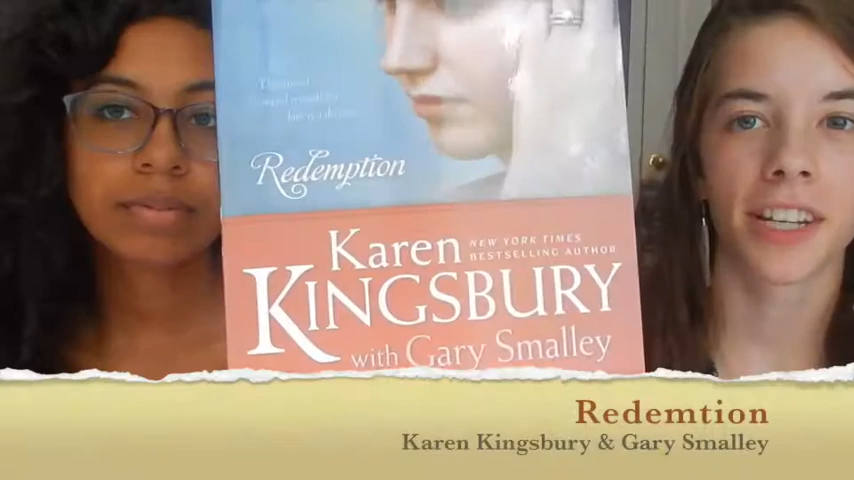 Redemption
Karen NEW YORK TIMES
BESTSELLING AUTHOR
KINGSBURY
with Gary Smalley
Redemtion
Karen Kingsbury & Gary Smalley